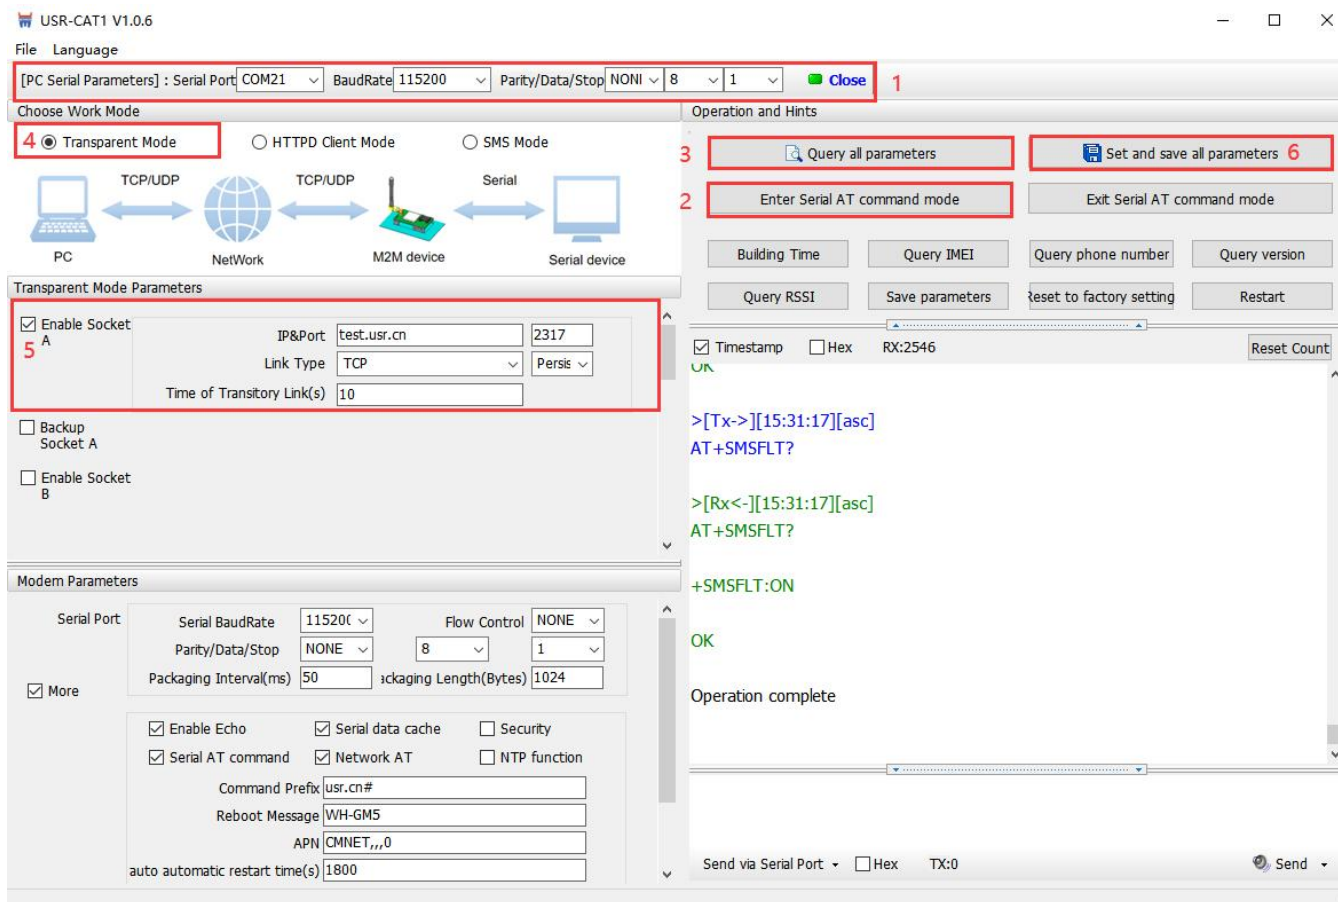 USR-CAT1 V1.0.6
File Language
[PC Serial Parameters] : Serial Port COM21 BaudRate 115200 Parity/Data/Stop NONI 8 1 Close 1
Choose Work Mode
4 Transparent Mode HTTPD Client Mode SMS Mode
TCP/UDP TCP/UDP Serial
PC NetWork M2M device Serial device
Transparent Mode Parameters
Enable Socket
A
5
IP&Port test.usr.cn 2317
Link Type TCP Persis
Time of Transitory Link(s) 10
Backup
Socket A
Enable Socket
B
Modem Parameters
Serial Port
Serial BaudRate 115200 Flow Control NONE
Parity/Data/Stop NONE 8 1
Packaging Interval(ms) 50 ackaging Length(Bytes) 1024
More
Enable Echo Serial data cache Security
Serial AT command Network AT NTP function
Command Prefix usr.cn#
Reboot Message WH-GM5
APN CMNET,,,0
auto automatic restart time(s) 1800
Operation and Hints
3 Query all parameters Set and save all parameters 6
2 Enter Serial AT command mode Exit Serial AT command mode
Building Time Query IMEI Query phone number Query version
Query RSSI Save parameters Reset to factory setting Restart
Timestamp Hex RX:2546 Reset Count
OK
>[Tx->][15:31:17][asc]
AT+SMSFLT?
>[Rx<-][15:31:17][asc]
AT+SMSFLT?
+SMSFLT:ON
OK
Operation complete
Send via Serial Port Hex TX:0 Send